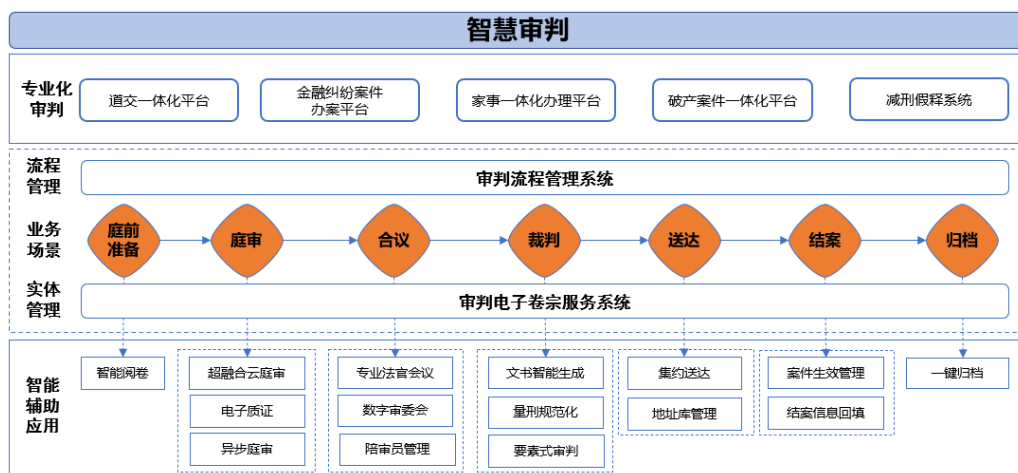 智慧审判
专业化
审判
道交一体化平台
金融纠纷案件
办案平台
家事一体化办理平台
破产案件一体化平台
减刑假释系统
流程
管理
审判流程管理系统
业务
场景
庭前
准备
庭审
合议
裁判
送达
结案
归档
实体
管理
审判电子卷宗服务系统
智能
辅助
应用
智能阅卷
超融合云庭审
电子质证
异步庭审
专业法官会议
数字审委会
陪审员管理
文书智能生成
量刑规范化
要素式审判
集约送达
地址库管理
案件生效管理
结案信息回填
一键归档